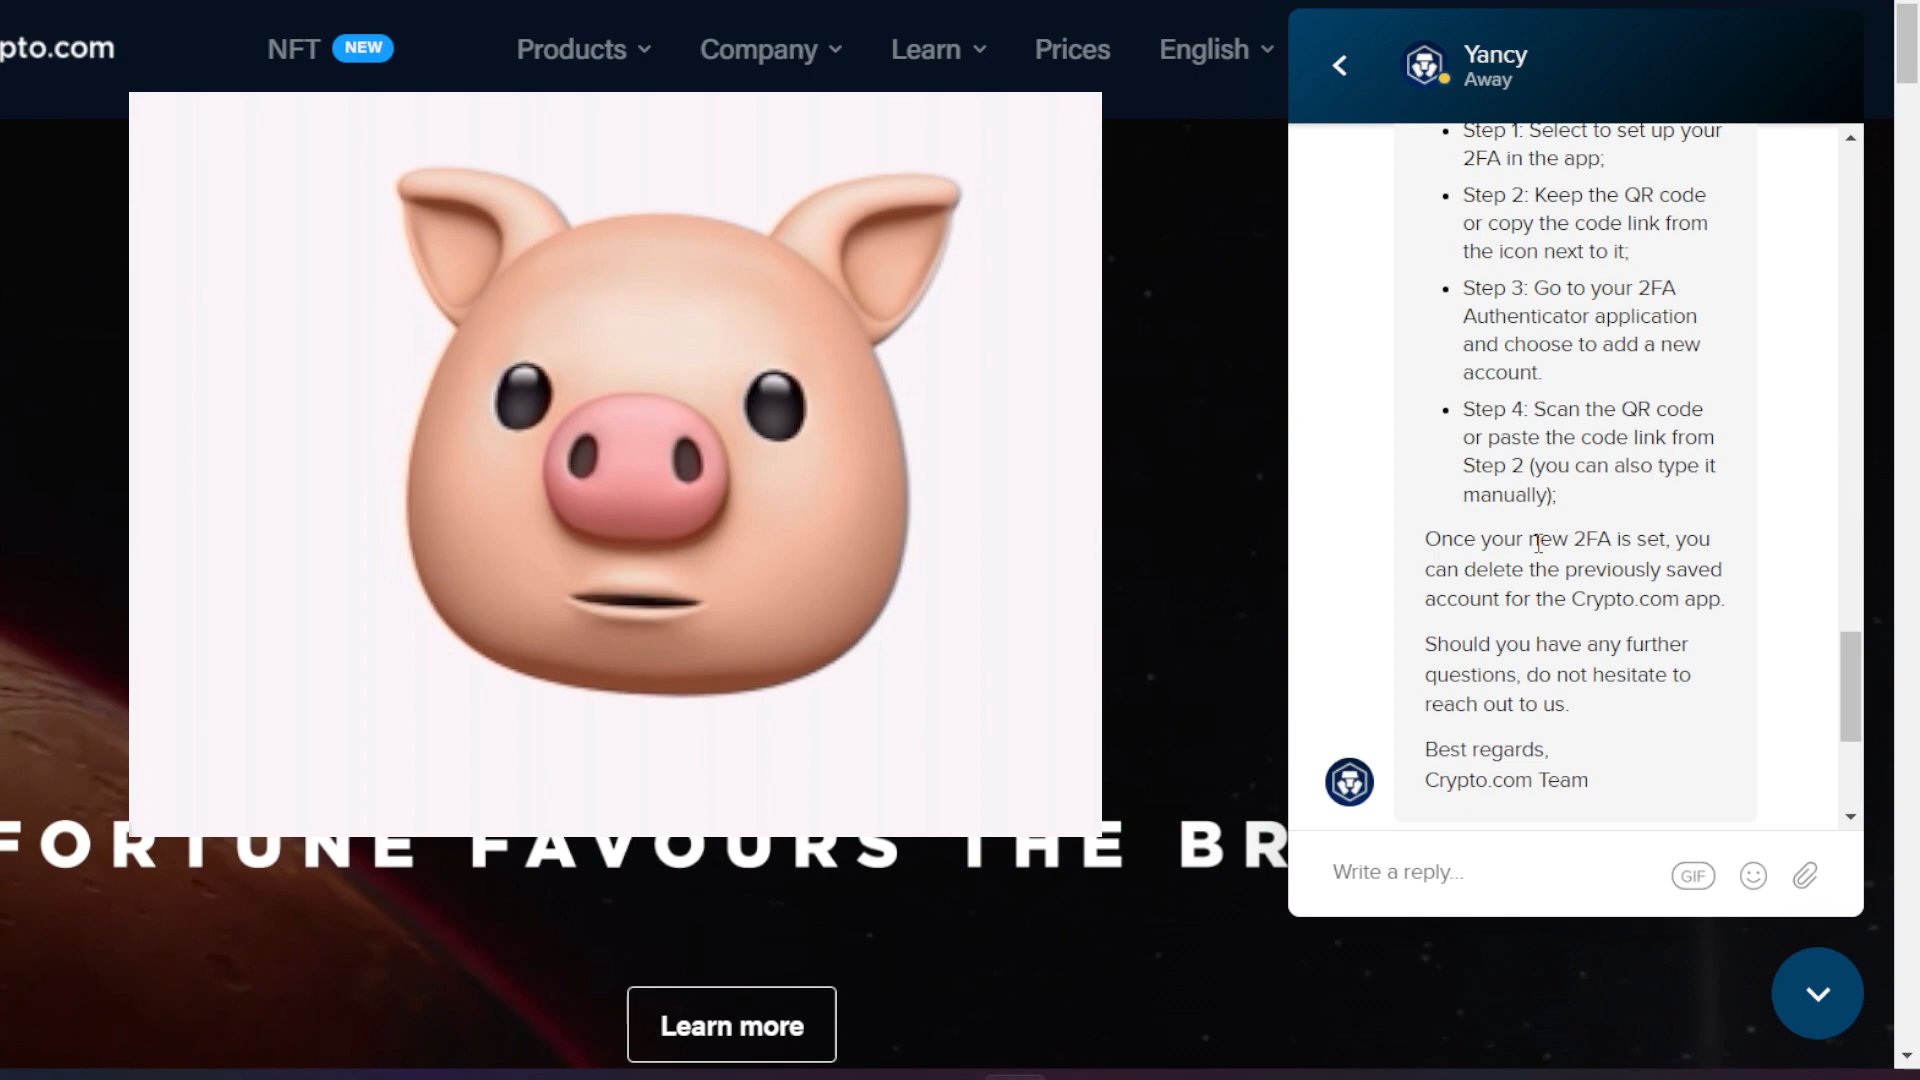 pto.com
NFT NEW Products Company Learn Prices English
Yancy
Away
• Step 1: Select to set up your
2FA in the app;
• Step 2: Keep the QR code
or copy the code link from
the icon next to it;
• Step 3: Go to your 2FA
Authenticator application
and choose to add a new
account.
• Step 4: Scan the QR code
or paste the code link from
Step 2 (you can also type it
manually);
Once your new 2FA is set, you
can delete the previously saved
account for the Crypto.com app.
Should you have any further
questions, do not hesitate to
reach out to us.
Best regards,
Crypto.com Team
Write a reply...
GIF
FORTUNE FAVOURS THE BR
Learn more